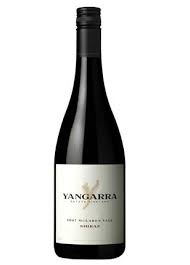 YANGARRA
ESTATE VINEYARD
2007 MCLAREN VALE
SHIRAZ